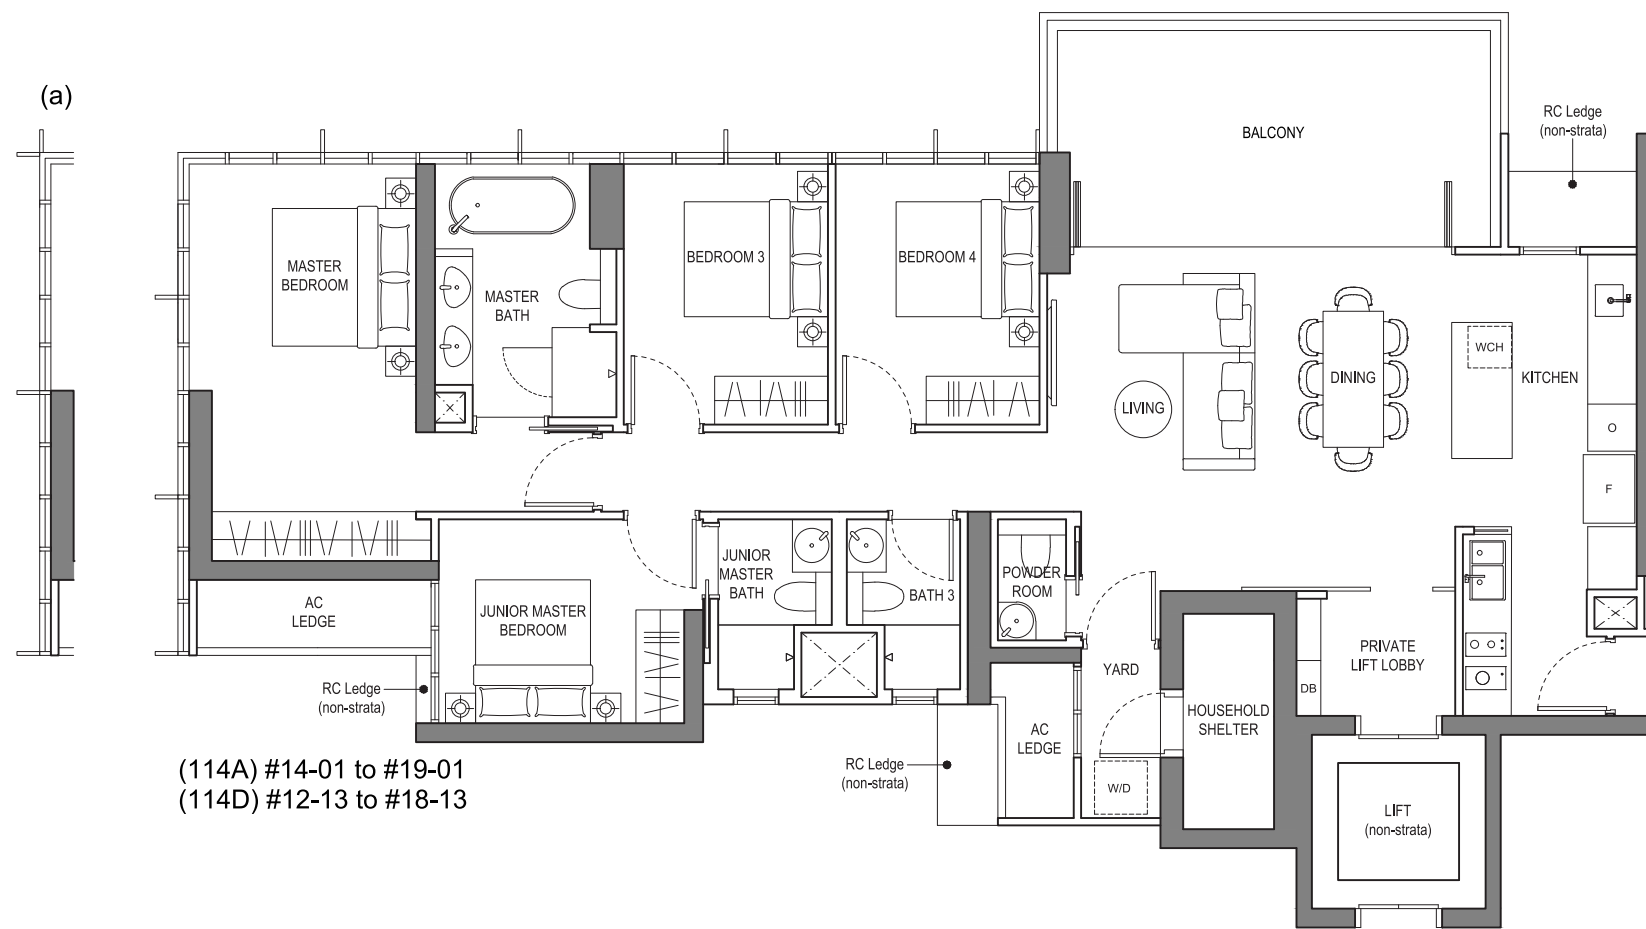 (a)
BALCONY
RC Ledge
(non-strata)
MASTER
BEDROOM
MASTER
BATH
BEDROOM 3
BEDROOM 4
LIVING
DINING
WCH
KITCHEN
O
F
AC
LEDGE
JUNIOR MASTER
BEDROOM
JUNIOR
MASTER
BATH
BATH 3
POWDER
ROOM
YARD
PRIVATE
LIFT LOBBY
DB
HOUSEHOLD
SHELTER
RC Ledge
(non-strata)
AC
LEDGE
RC Ledge
(non-strata)
W/D
LIFT
(non-strata)
(114A) #14-01 to #19-01
(114D) #12-13 to #18-13